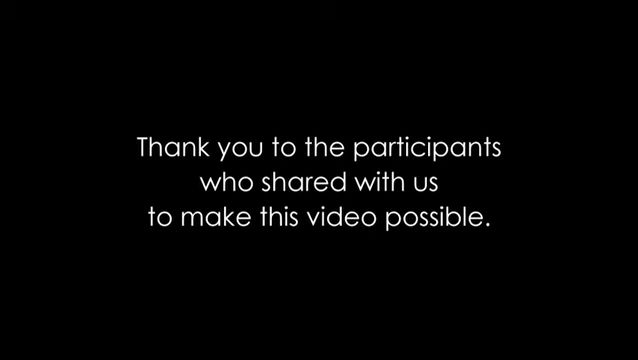 Thank you to the participants
who shared with us
to make this video possible.